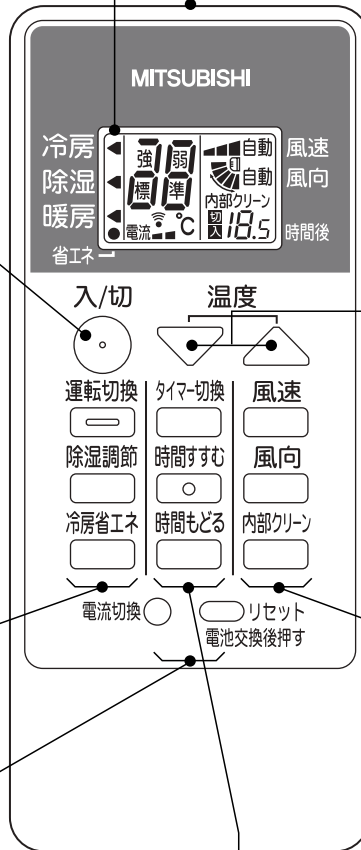 MITSUBISHI
冷房 強 弱 自動 風速
除湿 標 準 自動 風向
暖房 内部クリーン
電流 ℃ 切 入 18.5 時間後
省エネ
入/切 温度
運転切換 タイマー切換 風速
除湿調節 時間すすむ 風向
冷房省エネ 時間もどる 内部クリーン
電流切換 リセット
電池交換後押す